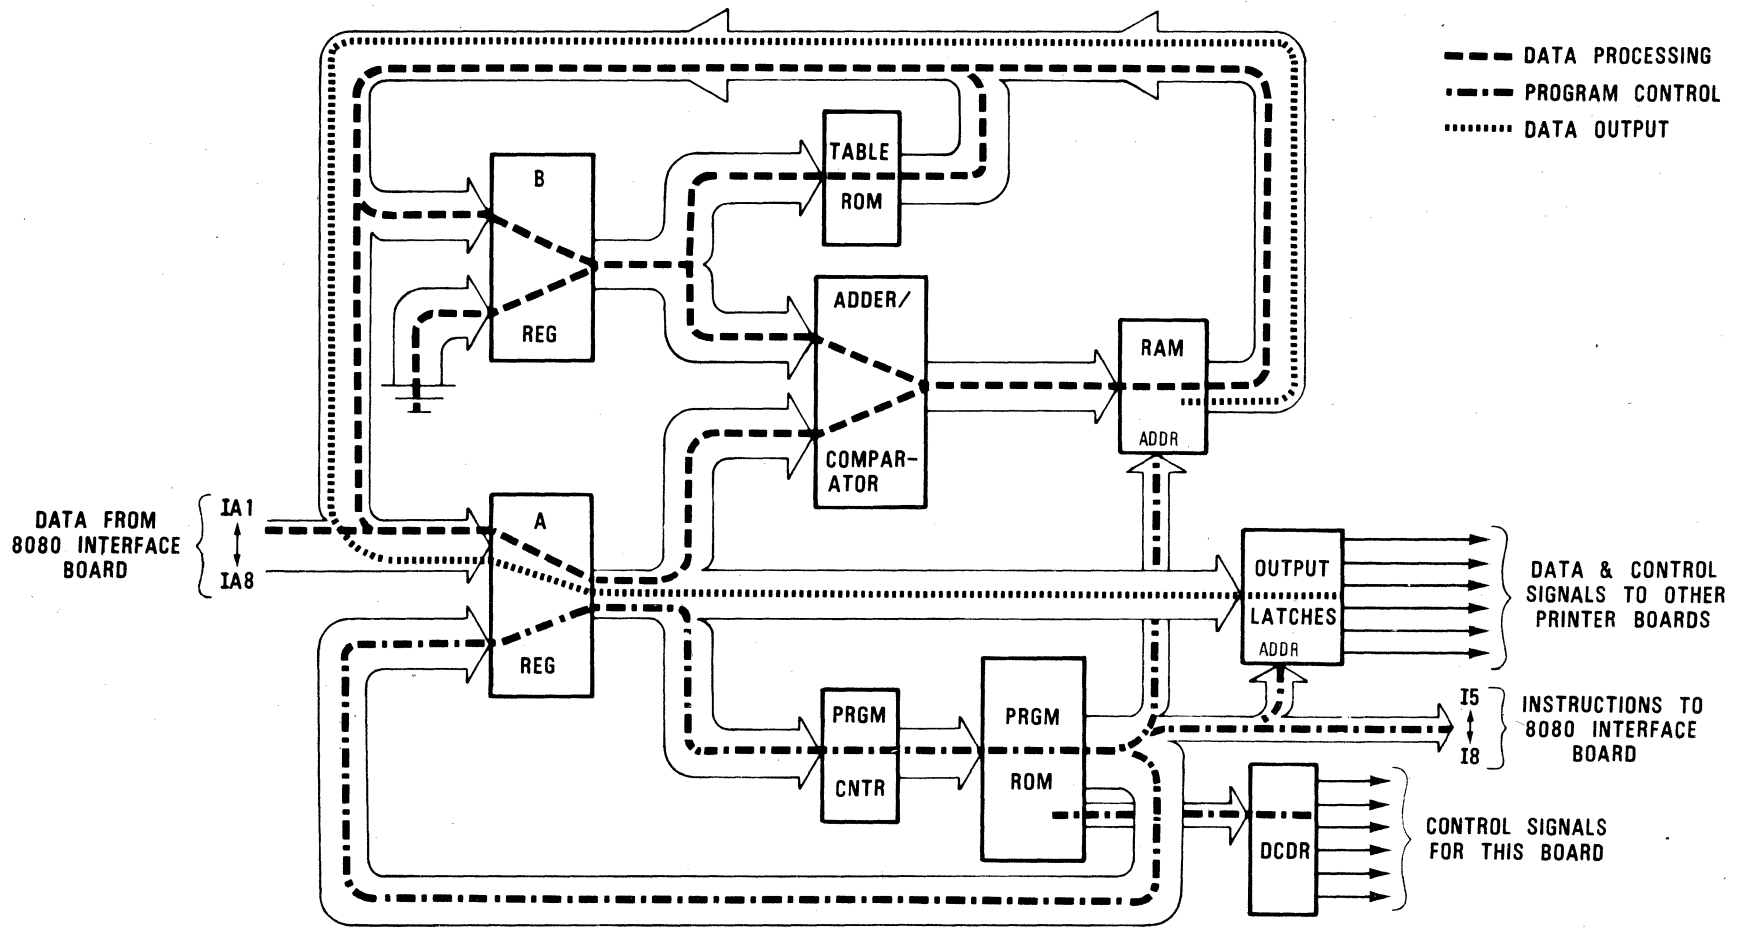 DATA PROCESSING
PROGRAM CONTROL
DATA OUTPUT
TABLE
ROM
B
REG
ADDER/
COMPAR-
ATOR
RAM
ADDR
DATA FROM
8080 INTERFACE
BOARD
IA1
IA8
A
REG
OUTPUT
LATCHES
ADDR
DATA & CONTROL
SIGNALS TO OTHER
PRINTER BOARDS
PRGM
CNTR
PRGM
ROM
I5
I8
INSTRUCTIONS TO
8080 INTERFACE
BOARD
DCDR
CONTROL SIGNALS
FOR THIS BOARD